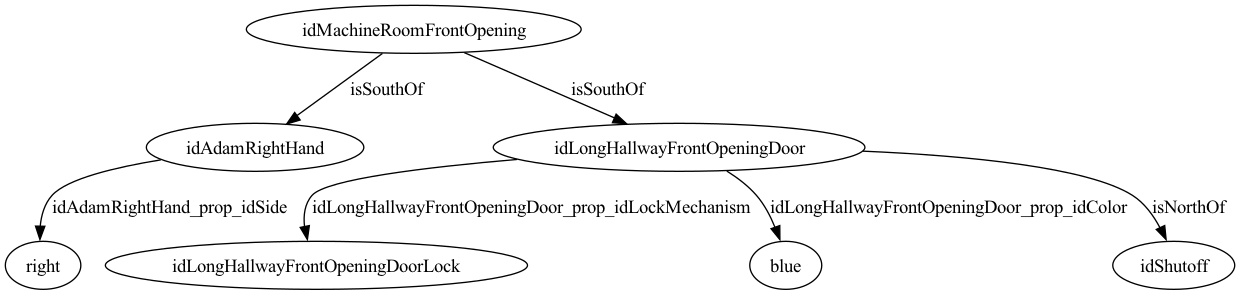 idMachineRoomFrontOpening
isSouthOf
isSouthOf
idAdamRightHand
idLongHallwayFrontOpeningDoor
idAdamRightHand_prop_idSide
idLongHallwayFrontOpeningDoor_prop_idLockMechanism
idLongHallwayFrontOpeningDoor_prop_idColor
isNorthOf
right
idLongHallwayFrontOpeningDoorLock
blue
idShutoff